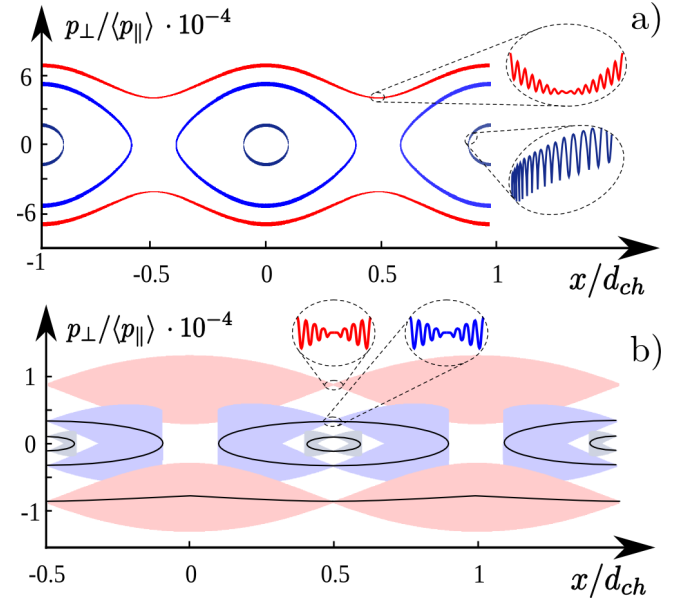 p⊥/⟨p∥⟩ · 10⁻⁴ a)
6
0
-6
-1 -0.5 0 0.5 1
x/d_ch
p⊥/⟨p∥⟩ · 10⁻⁴ b)
1
0
-1
-0.5 0 0.5 1
x/d_ch